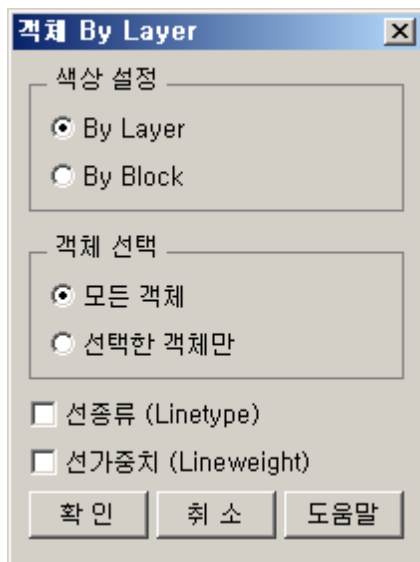 객체 By Layer
색상 설정
By Layer
By Block
객체 선택
모든 객체
선택한 객체만
선종류 (Linetype)
선가중치 (Lineweight)
확 인 취 소 도움말